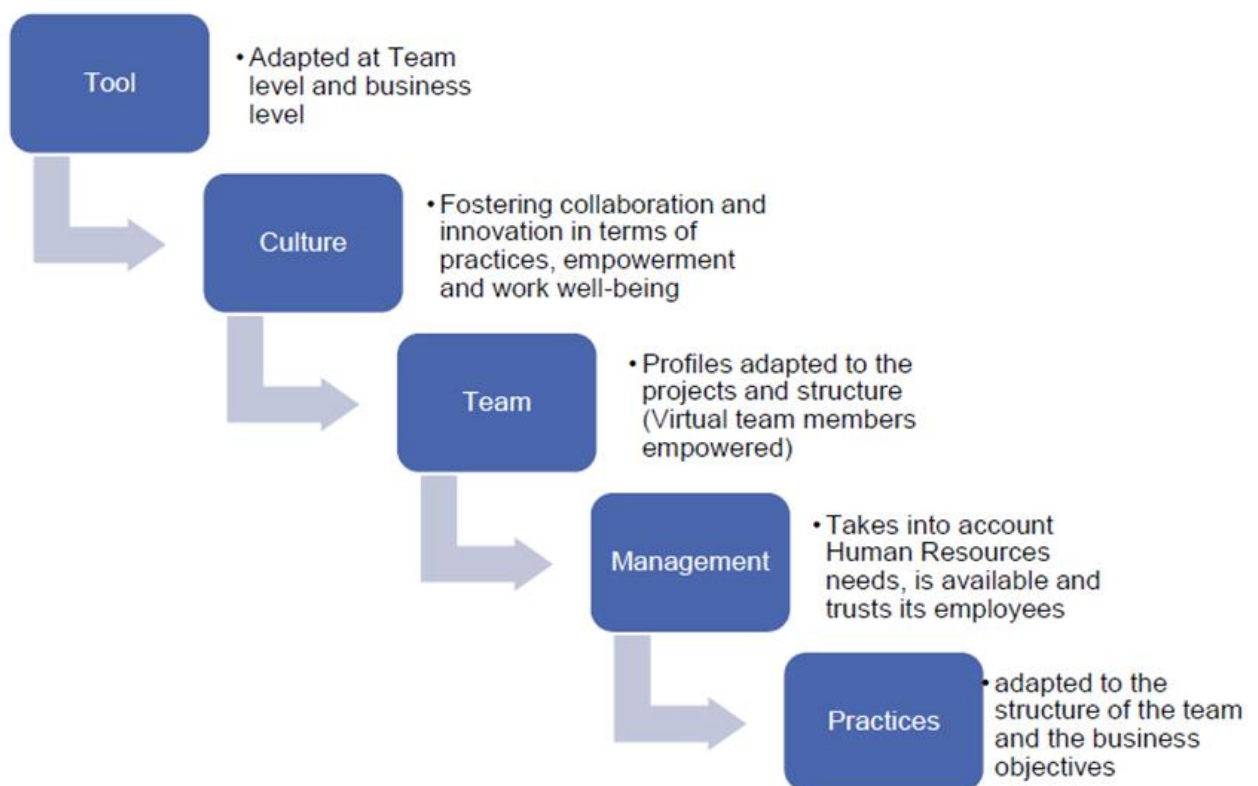 Tool
• Adapted at Team
level and business
level
Culture
• Fostering collaboration and
innovation in terms of
practices, empowerment
and work well-being
Team
• Profiles adapted to the
projects and structure
(Virtual team members
empowered)
Management
• Takes into account
Human Resources
needs, is available and
trusts its employees
Practices
• adapted to the
structure of the team
and the business
objectives